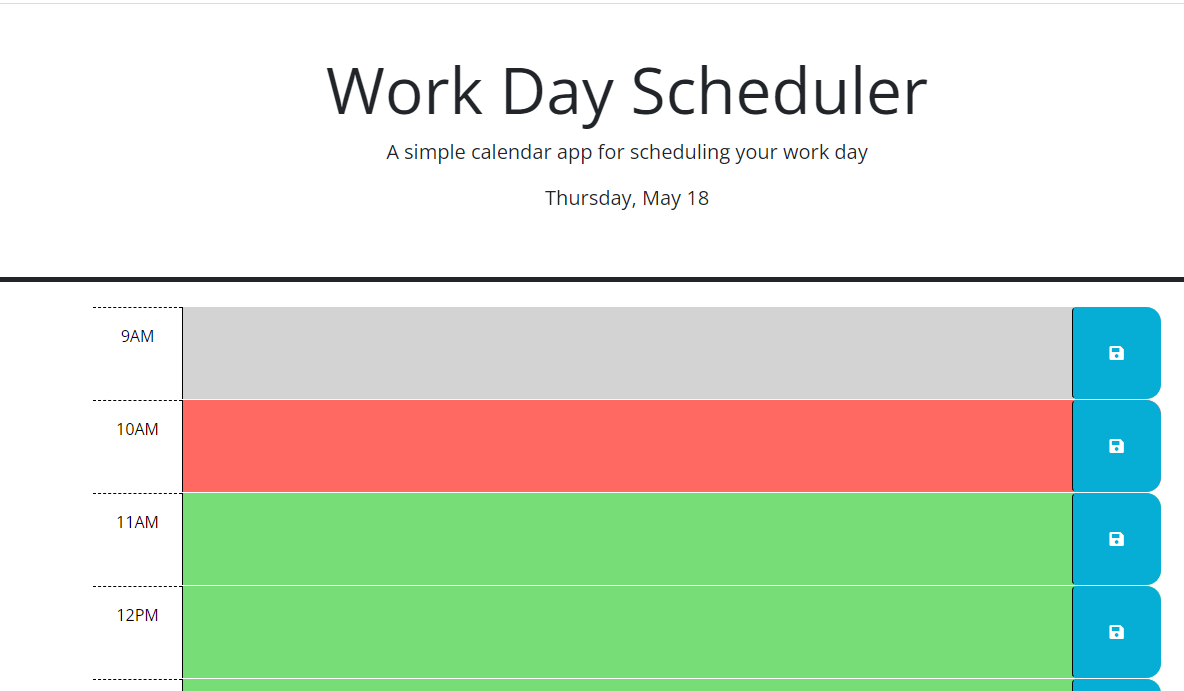 Work Day Scheduler
A simple calendar app for scheduling your work day
Thursday, May 18
9AM
10AM
11AM
12PM